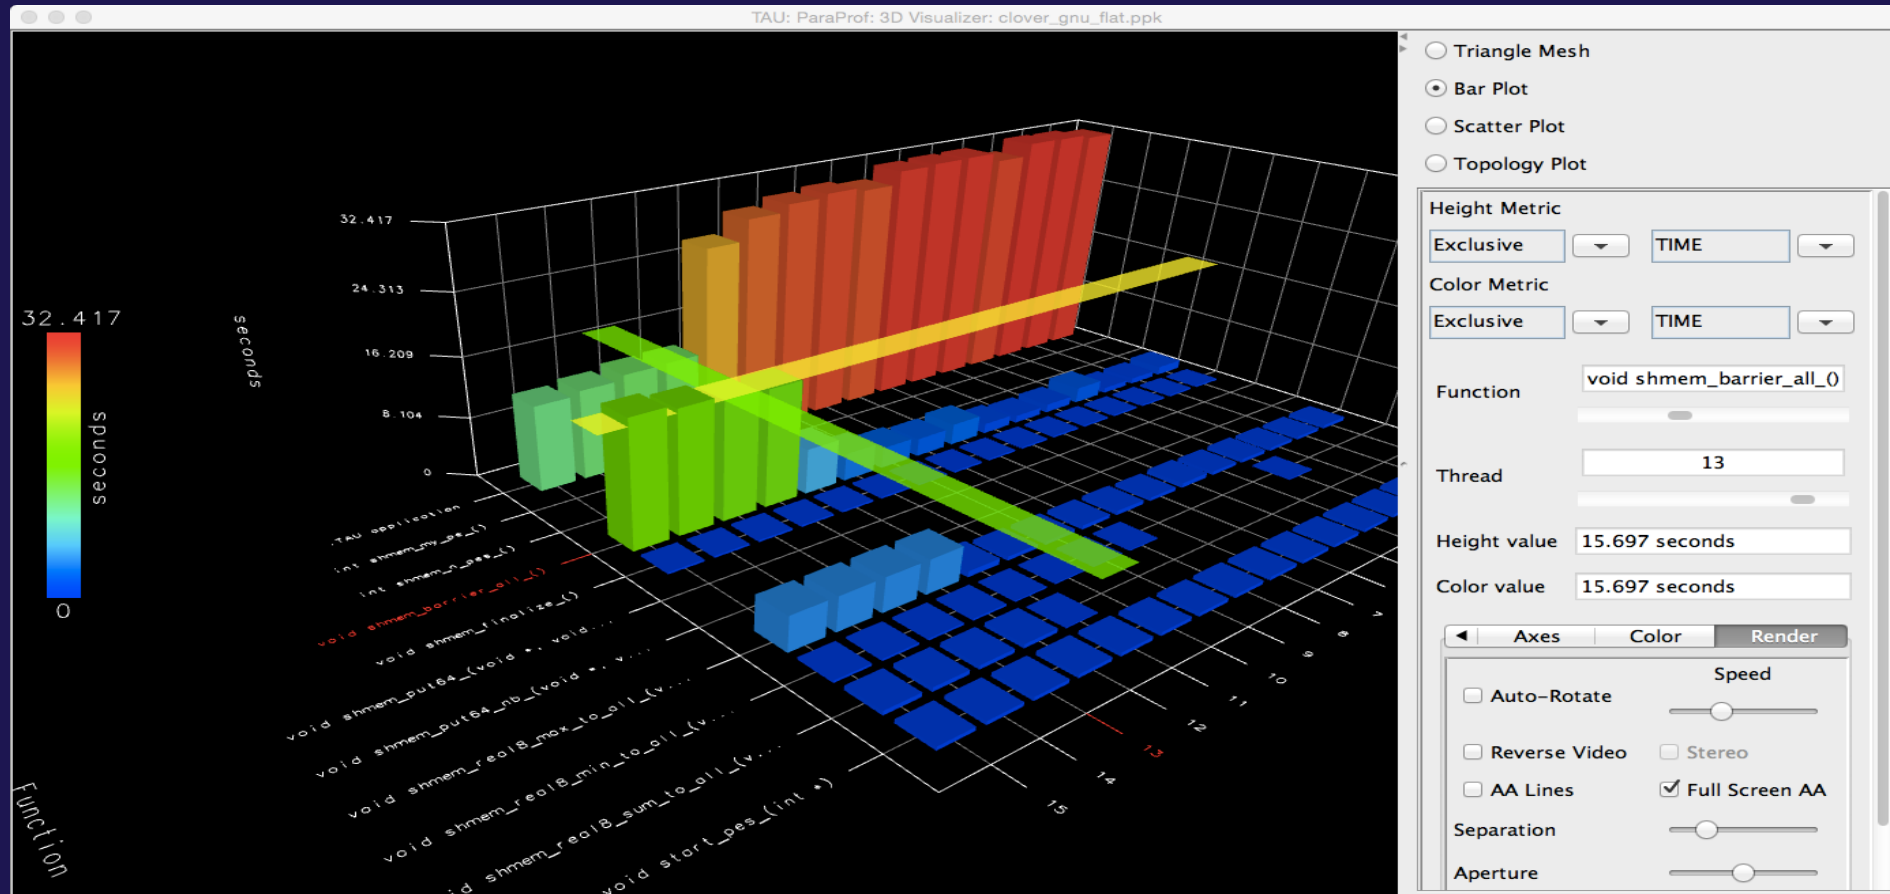 TAU: ParaProf: 3D Visualizer: clover_gnu_flat.ppk
32.417
24.313
16.209
8.104
0
seconds
32.417
seconds
0
.TAU application
int shmem_my_pe_()
int shmem_n_pes_()
void shmem_barrier_all_()
void shmem_finalize_()
void shmem_put64_(void *, void...
void shmem_put64_nb_(void *, v...
void shmem_real8_max_to_all_(v...
void shmem_real8_min_to_all_(v...
id shmem_real8_sum_to_all_(v...
void start_pes_(int *)
Function
7
8
9
10
11
12
13
14
15
Triangle Mesh
Bar Plot
Scatter Plot
Topology Plot
Height Metric
Exclusive TIME
Color Metric
Exclusive TIME
Function void shmem_barrier_all_()
Thread 13
Height value 15.697 seconds
Color value 15.697 seconds
Axes Color Render
Speed
Auto-Rotate
Reverse Video Stereo
AA Lines Full Screen AA
Separation
Aperture